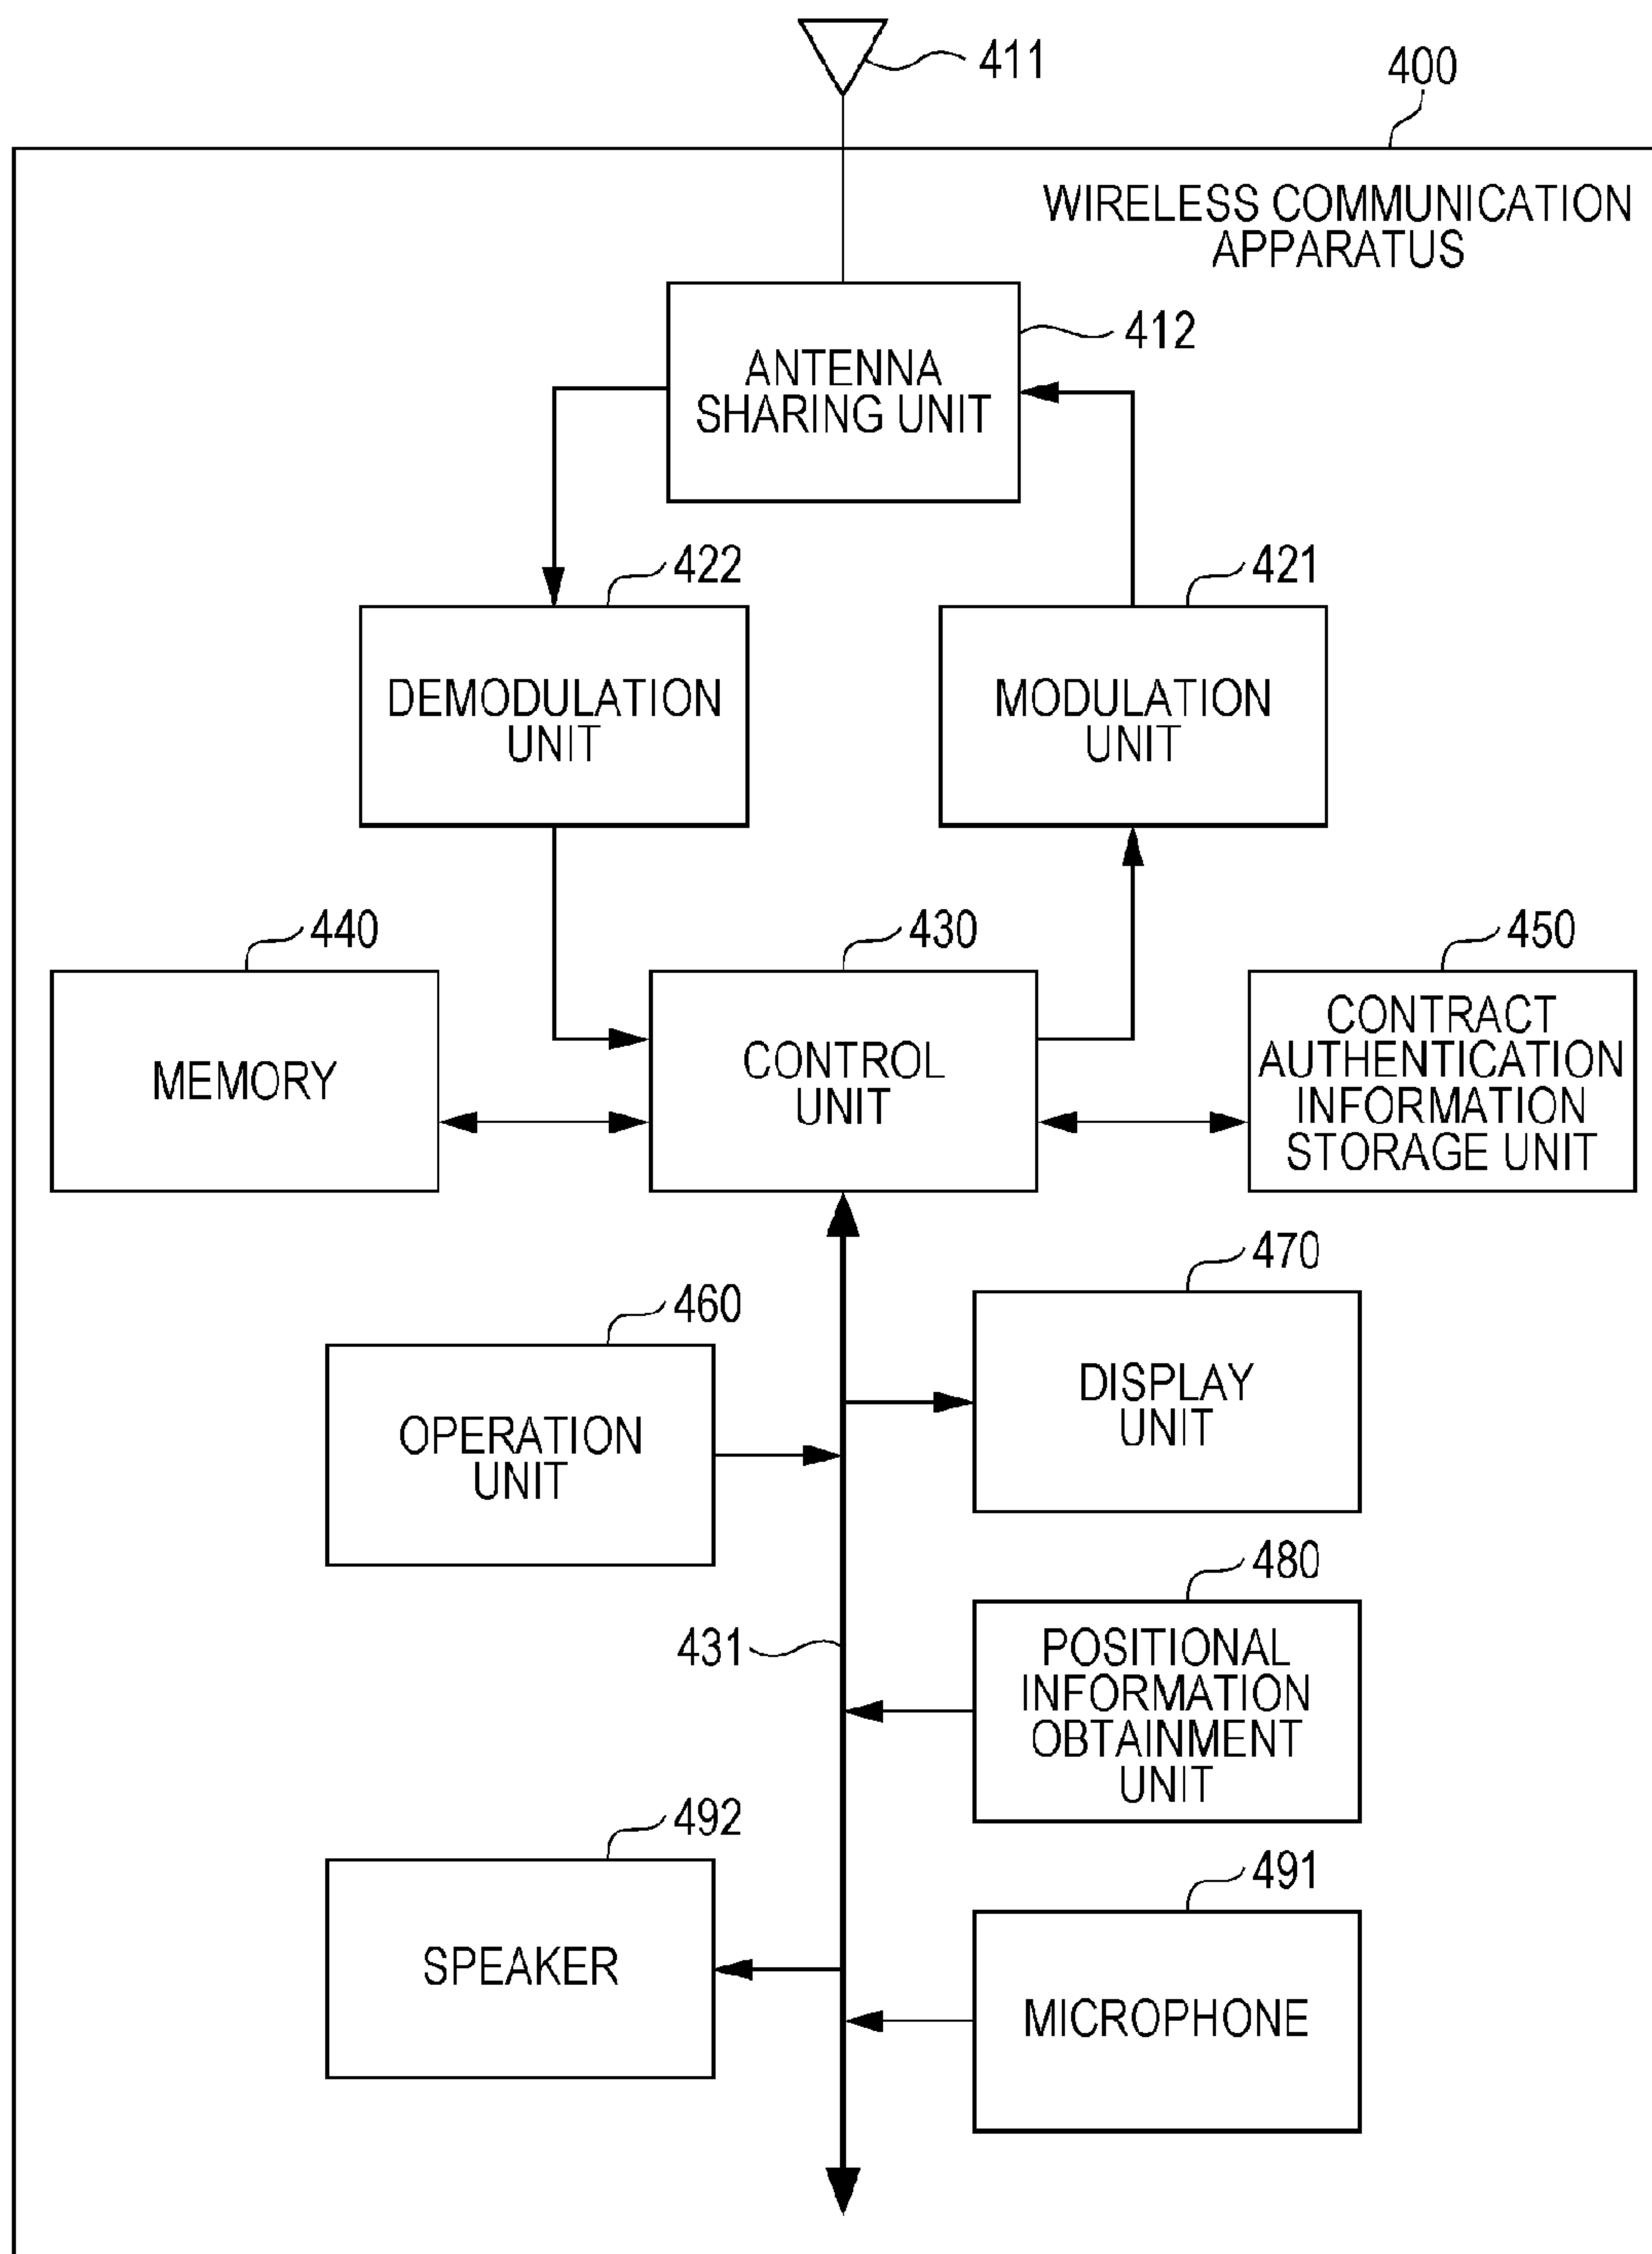 411
400
WIRELESS COMMUNICATION
APPARATUS
412
ANTENNA
SHARING UNIT
422
421
DEMODULATION
UNIT
MODULATION
UNIT
440
430
450
MEMORY
CONTROL
UNIT
CONTRACT
AUTHENTICATION
INFORMATION
STORAGE UNIT
470
460
DISPLAY
UNIT
OPERATION
UNIT
480
431
POSITIONAL
INFORMATION
OBTAINMENT
UNIT
492
491
SPEAKER
MICROPHONE